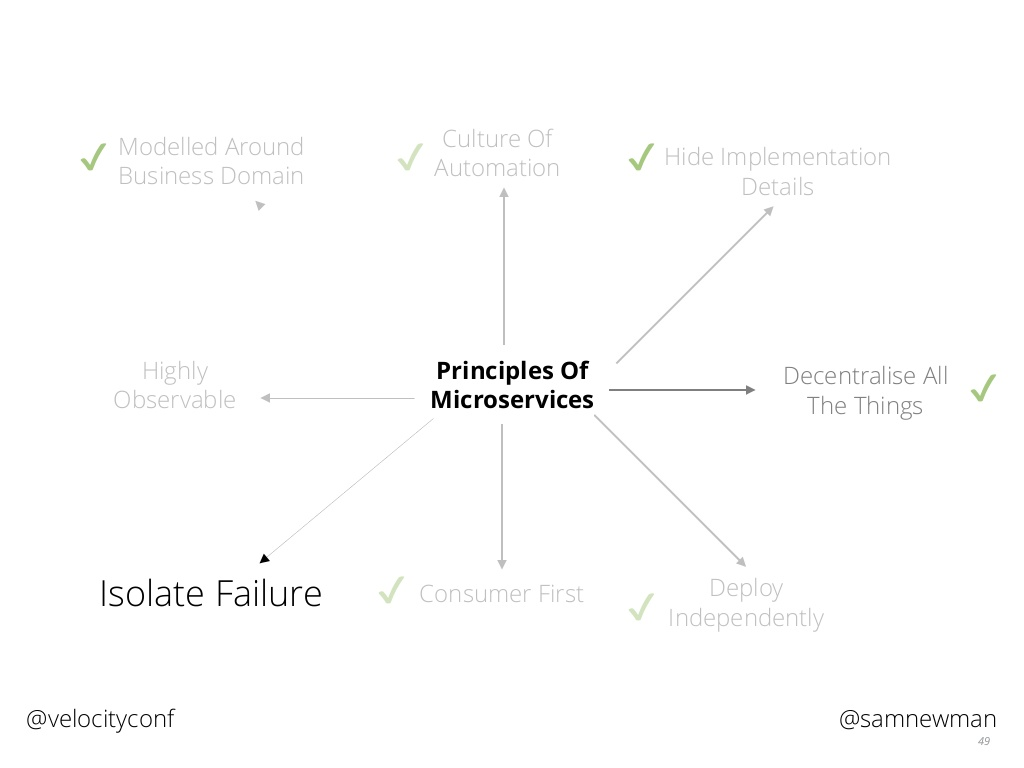 Modelled Around
Business Domain
Culture Of
Automation
Hide Implementation
Details
Highly
Observable
Principles Of
Microservices
Decentralise All
The Things
Isolate Failure
Consumer First
Deploy
Independently
@velocityconf
@samnewman
49